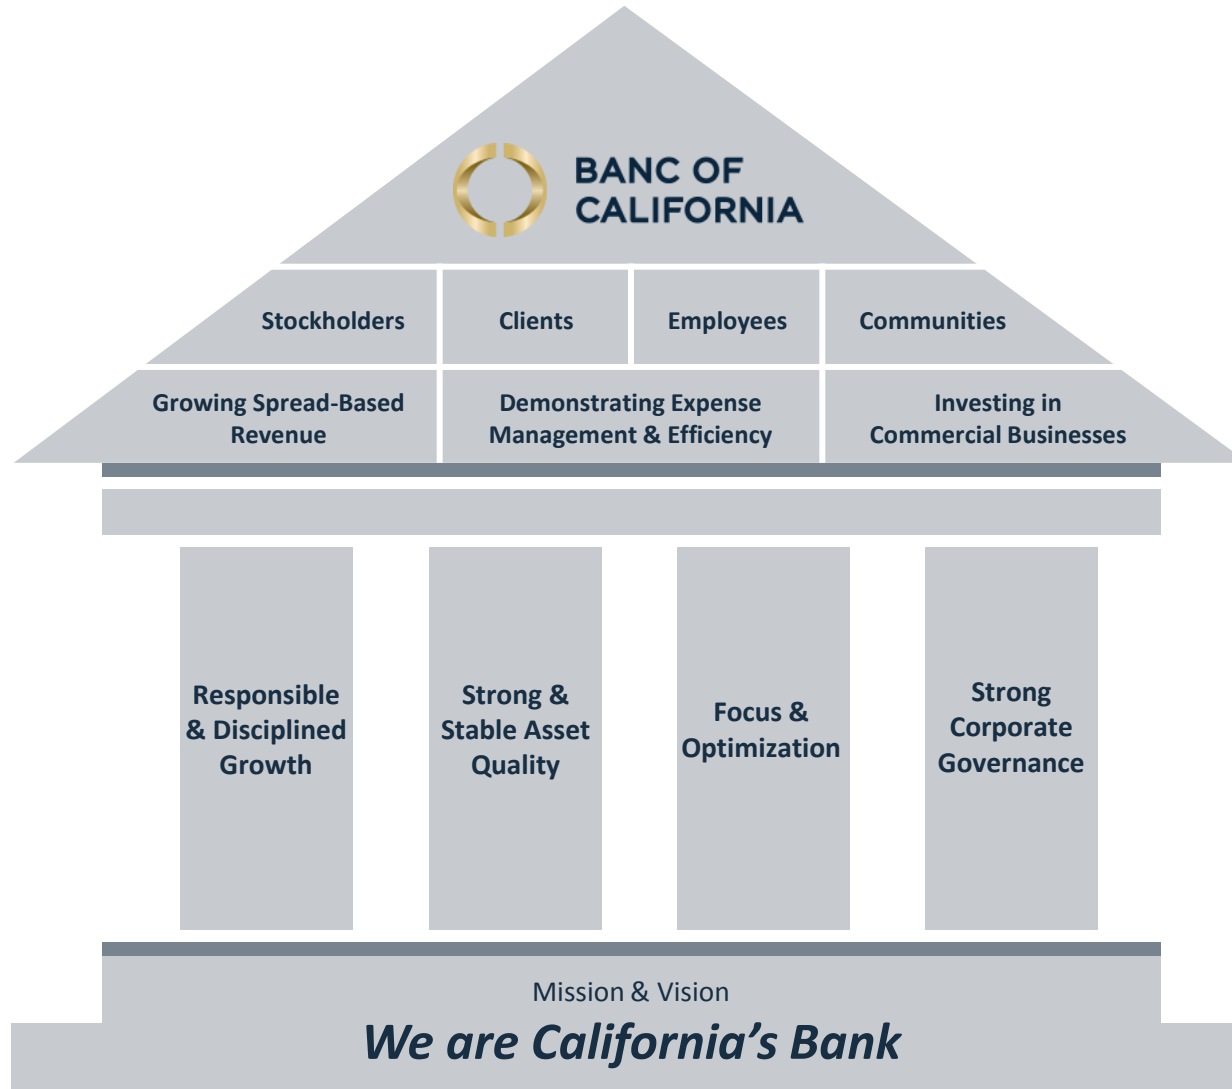 BANC OF
CALIFORNIA
Stockholders
Clients
Employees
Communities
Growing Spread-Based
Revenue
Demonstrating Expense
Management & Efficiency
Investing in
Commercial Businesses
Responsible
& Disciplined
Growth
Strong &
Stable Asset
Quality
Focus &
Optimization
Strong
Corporate
Governance
Mission & Vision
We are California’s Bank